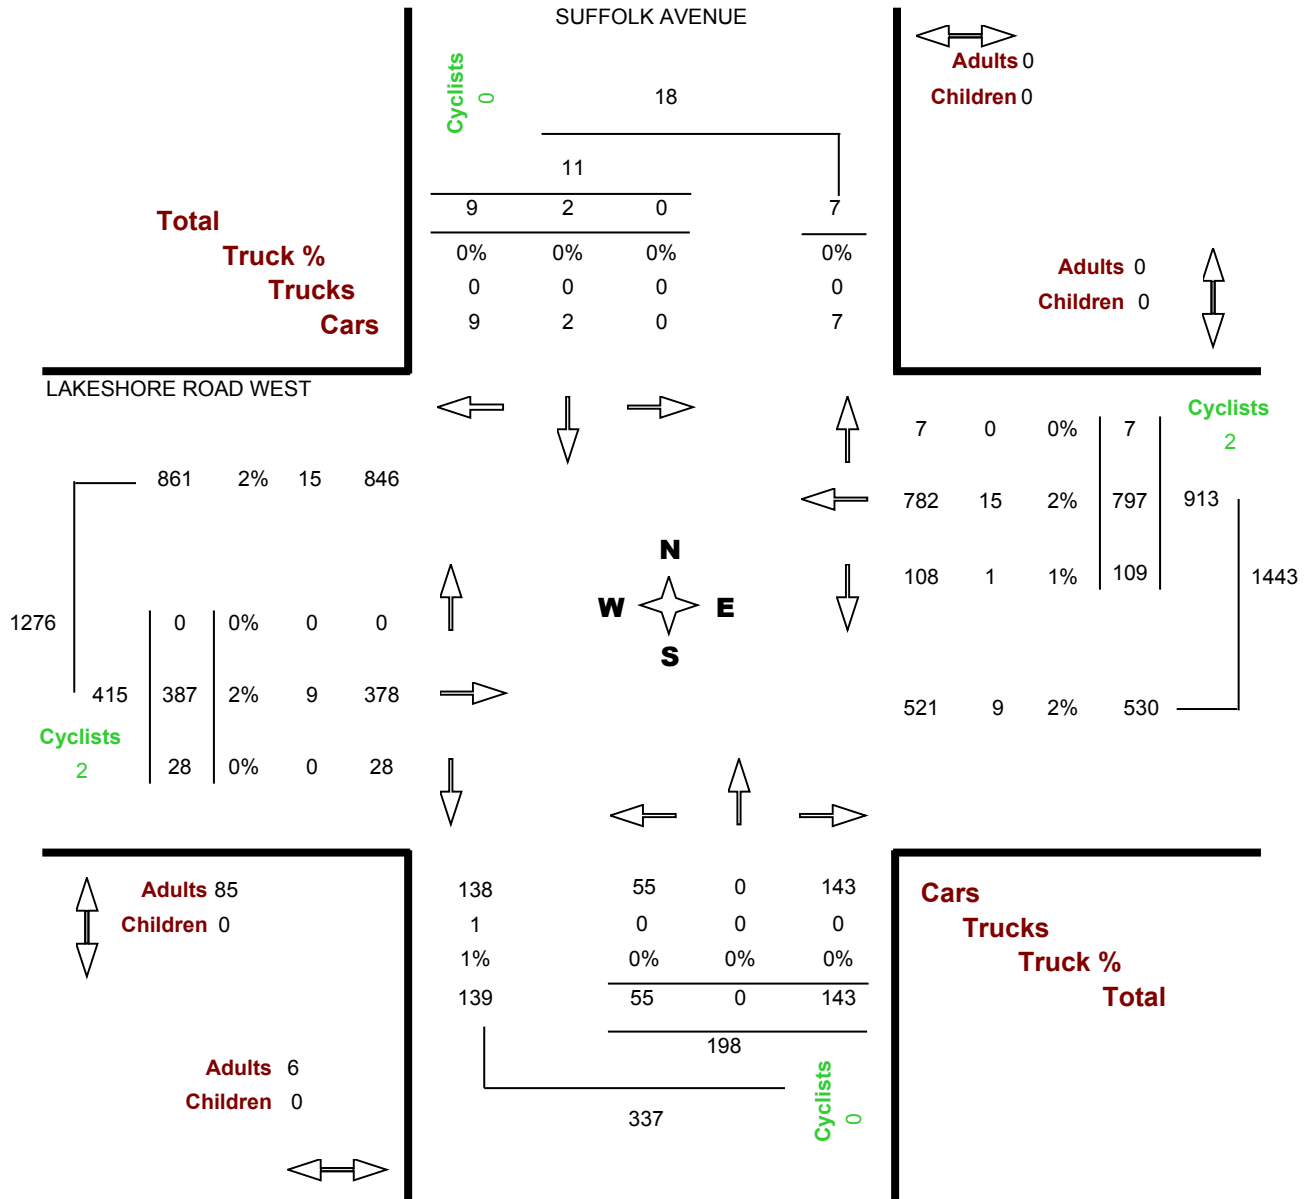 SUFFOLK AVENUE
Adults 0
Children 0
Cyclists
0
18
11
9 2 0 7
Total
Truck %
Trucks
Cars
0% 0% 0% 0%
0 0 0 0
9 2 0 7
Adults 0
Children 0
LAKESHORE ROAD WEST
Cyclists
2
7 0 0% 7
861 2% 15 846
782 15 2% 797 913
108 1 1% 109
1443
N
W E
S
1276
0 0% 0 0
415 387 2% 9 378
521 9 2% 530
Cyclists
2
28 0% 0 28
Adults 85
Children 0
138 55 0 143
1 0 0 0
1% 0% 0% 0%
139 55 0 143
198
Cars
Trucks
Truck %
Total
Adults 6
Children 0
337
Cyclists
0